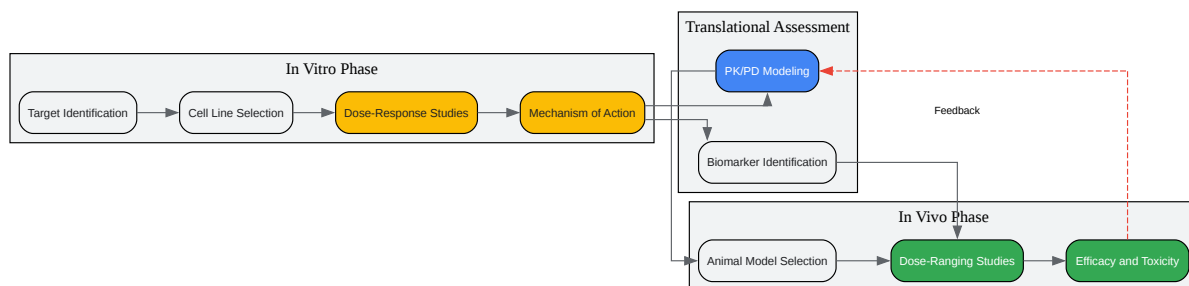 Translational Assessment
In Vitro Phase
PK/PD Modeling
Target Identification
Cell Line Selection
Dose-Response Studies
Mechanism of Action
Feedback
Biomarker Identification
In Vivo Phase
Animal Model Selection
Dose-Ranging Studies
Efficacy and Toxicity